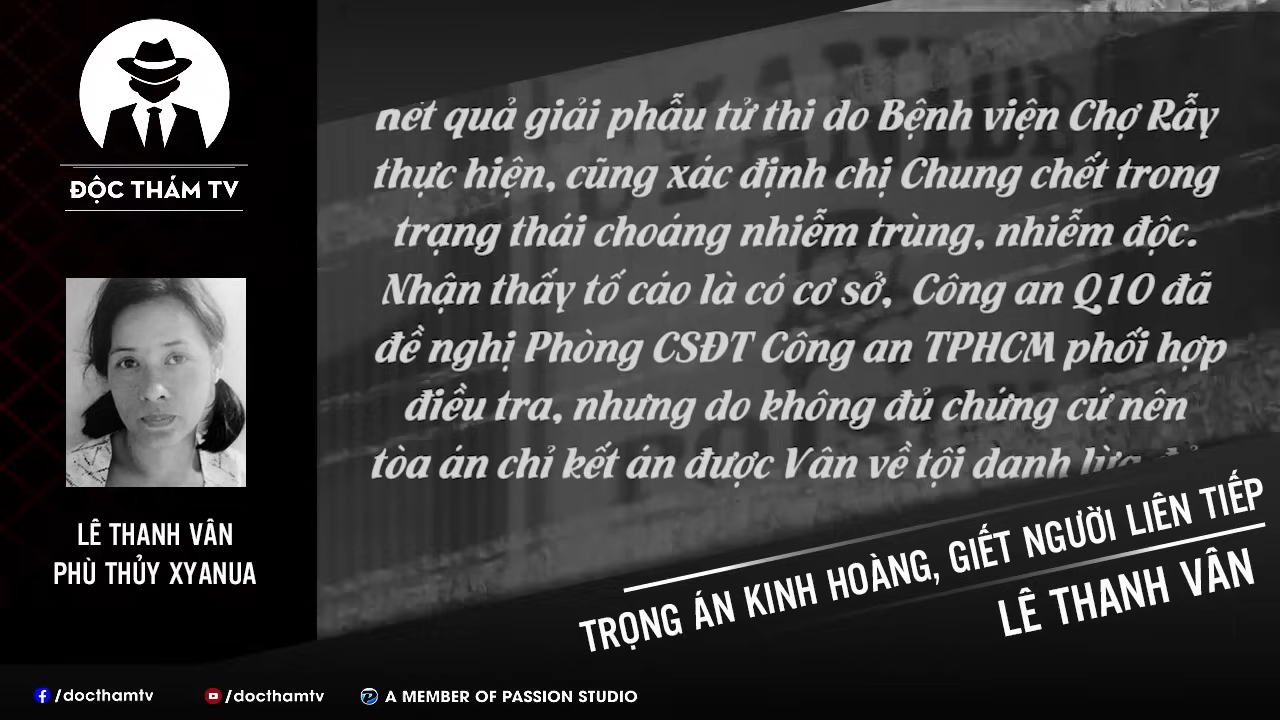 ĐỘC THÁM TV
LÊ THANH VÂN
PHÙ THỦY XYANUA
quả giải phẫu tử thi do Bệnh viện Chợ Rẫy
thực hiện, cũng xác định chị Chung chết trong
trạng thái choáng nhiễm trùng, nhiễm độc.
Nhận thấy tố cáo là có cơ sở, Công an Q10 đã
đề nghị Phòng CSĐT Công an TPHCM phối hợp
điều tra, nhưng do không đủ chứng cứ nên
tòa án chỉ kết án được Vân về tội danh
TRỌNG ÁN KINH HOÀNG, GIẾT NGƯỜI LIÊN TIẾP
LÊ THANH VÂN
/docthamtv
/docthamtv
A MEMBER OF PASSION STUDIO